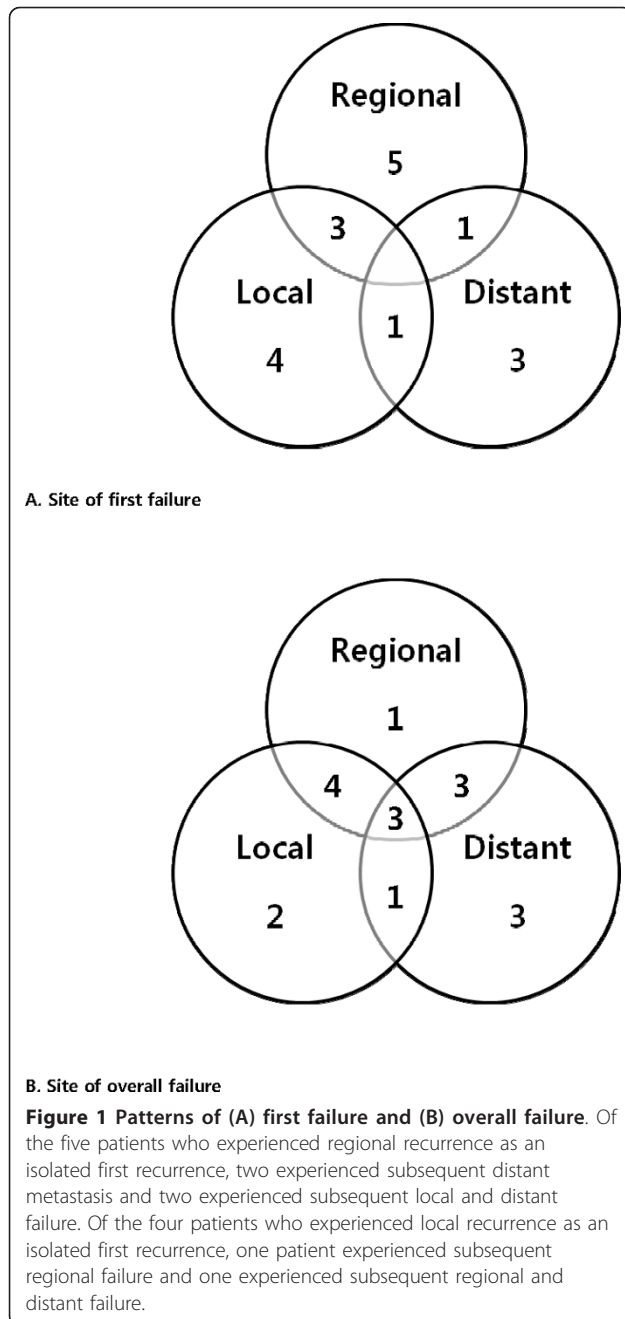 Regional
5
3
1
Local
Distant
1
4
3
A. Site of first failure
Regional
1
4
3
3
Local
Distant
1
2
3
B. Site of overall failure
Figure 1 Patterns of (A) first failure and (B) overall failure. Of
the five patients who experienced regional recurrence as an
isolated first recurrence, two experienced subsequent distant
metastasis and two experienced subsequent local and distant
failure. Of the four patients who experienced local recurrence as an
isolated first recurrence, one patient experienced subsequent
regional failure and one experienced subsequent regional and
distant failure.